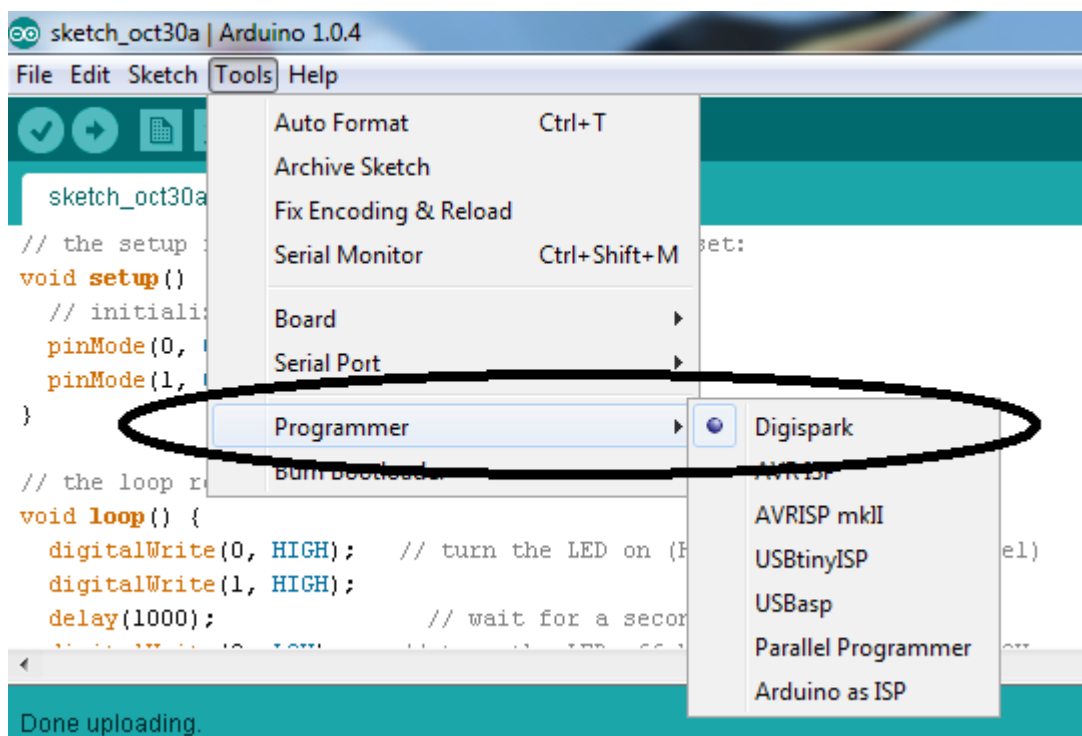 sketch_oct30a | Arduino 1.0.4
File Edit Sketch Tools Help
Auto Format Ctrl+T
Archive Sketch
Fix Encoding & Reload
Serial Monitor Ctrl+Shift+M
Board
Serial Port
Programmer
Burn Bootloader
Digispark
AVR ISP
AVRISP mkII
USBtinyISP
USBasp
Parallel Programmer
Arduino as ISP
sketch_oct30a
// the setup set:
void setup()
// initiali
pinMode(0,
pinMode(1,
}
// the loop r
void loop() {
digitalWrite(0, HIGH); // turn the LED on (H el)
digitalWrite(1, HIGH);
delay(1000); // wait for a secon
Done uploading.